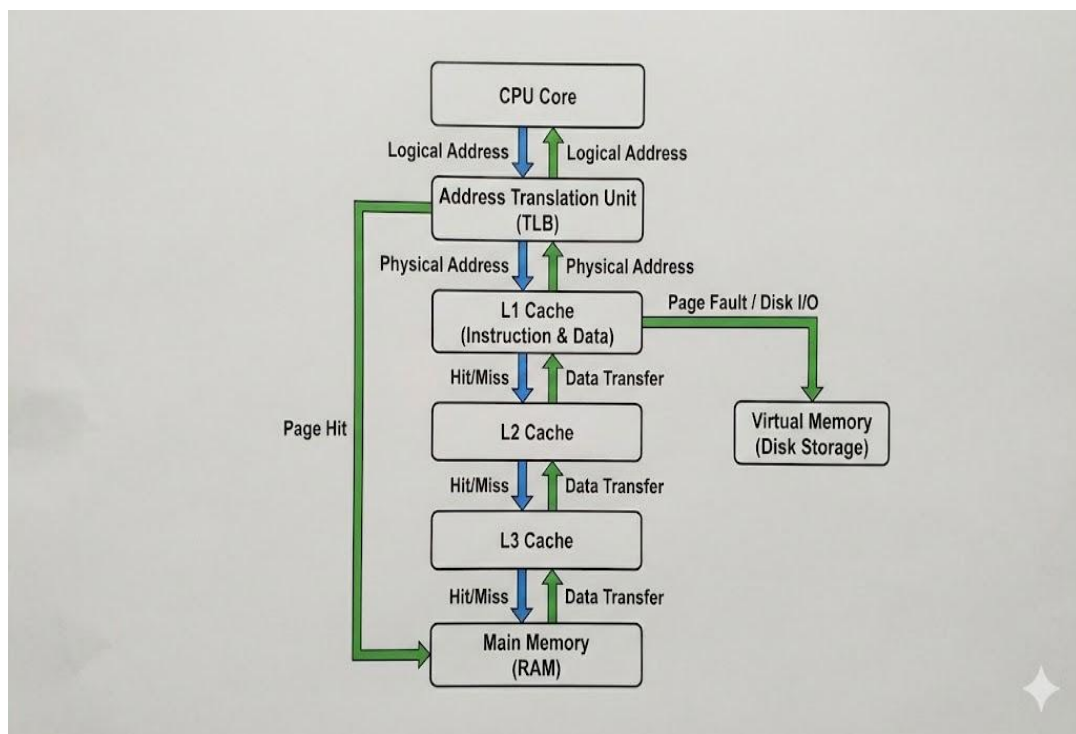 CPU Core
Logical Address
Logical Address
Address Translation Unit
(TLB)
Physical Address
Physical Address
L1 Cache
(Instruction & Data)
Page Fault / Disk I/O
Hit/Miss
Data Transfer
Page Hit
L2 Cache
Virtual Memory
(Disk Storage)
Hit/Miss
Data Transfer
L3 Cache
Hit/Miss
Data Transfer
Main Memory
(RAM)